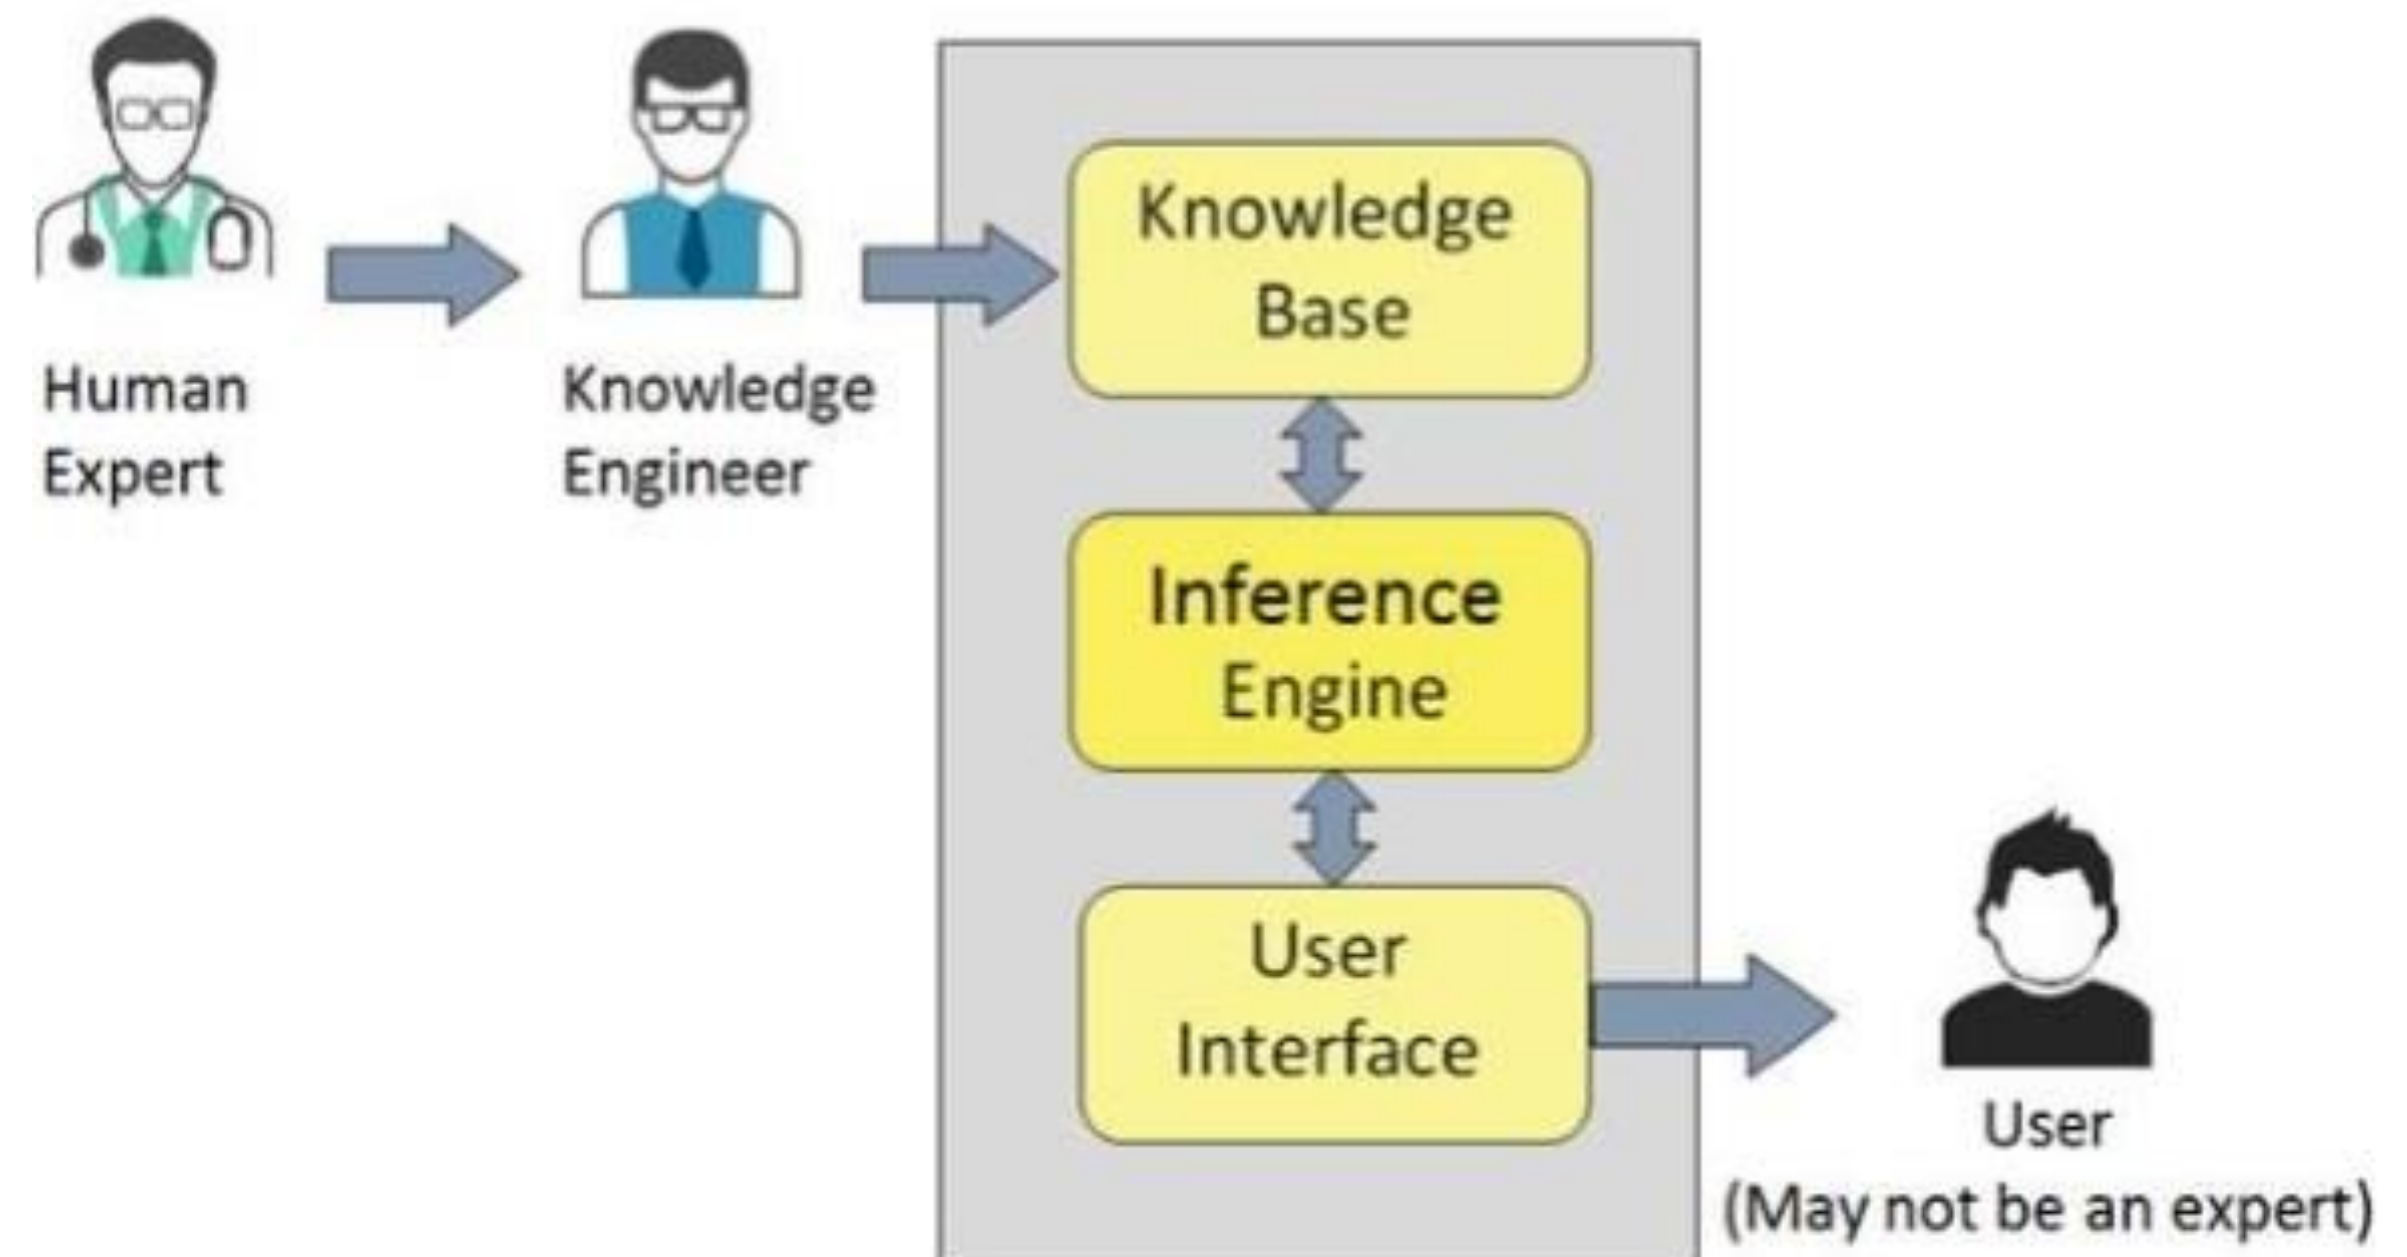 Human
Expert
Knowledge
Engineer
Knowledge
Base
Inference
Engine
User
Interface
User
(May not be an expert)